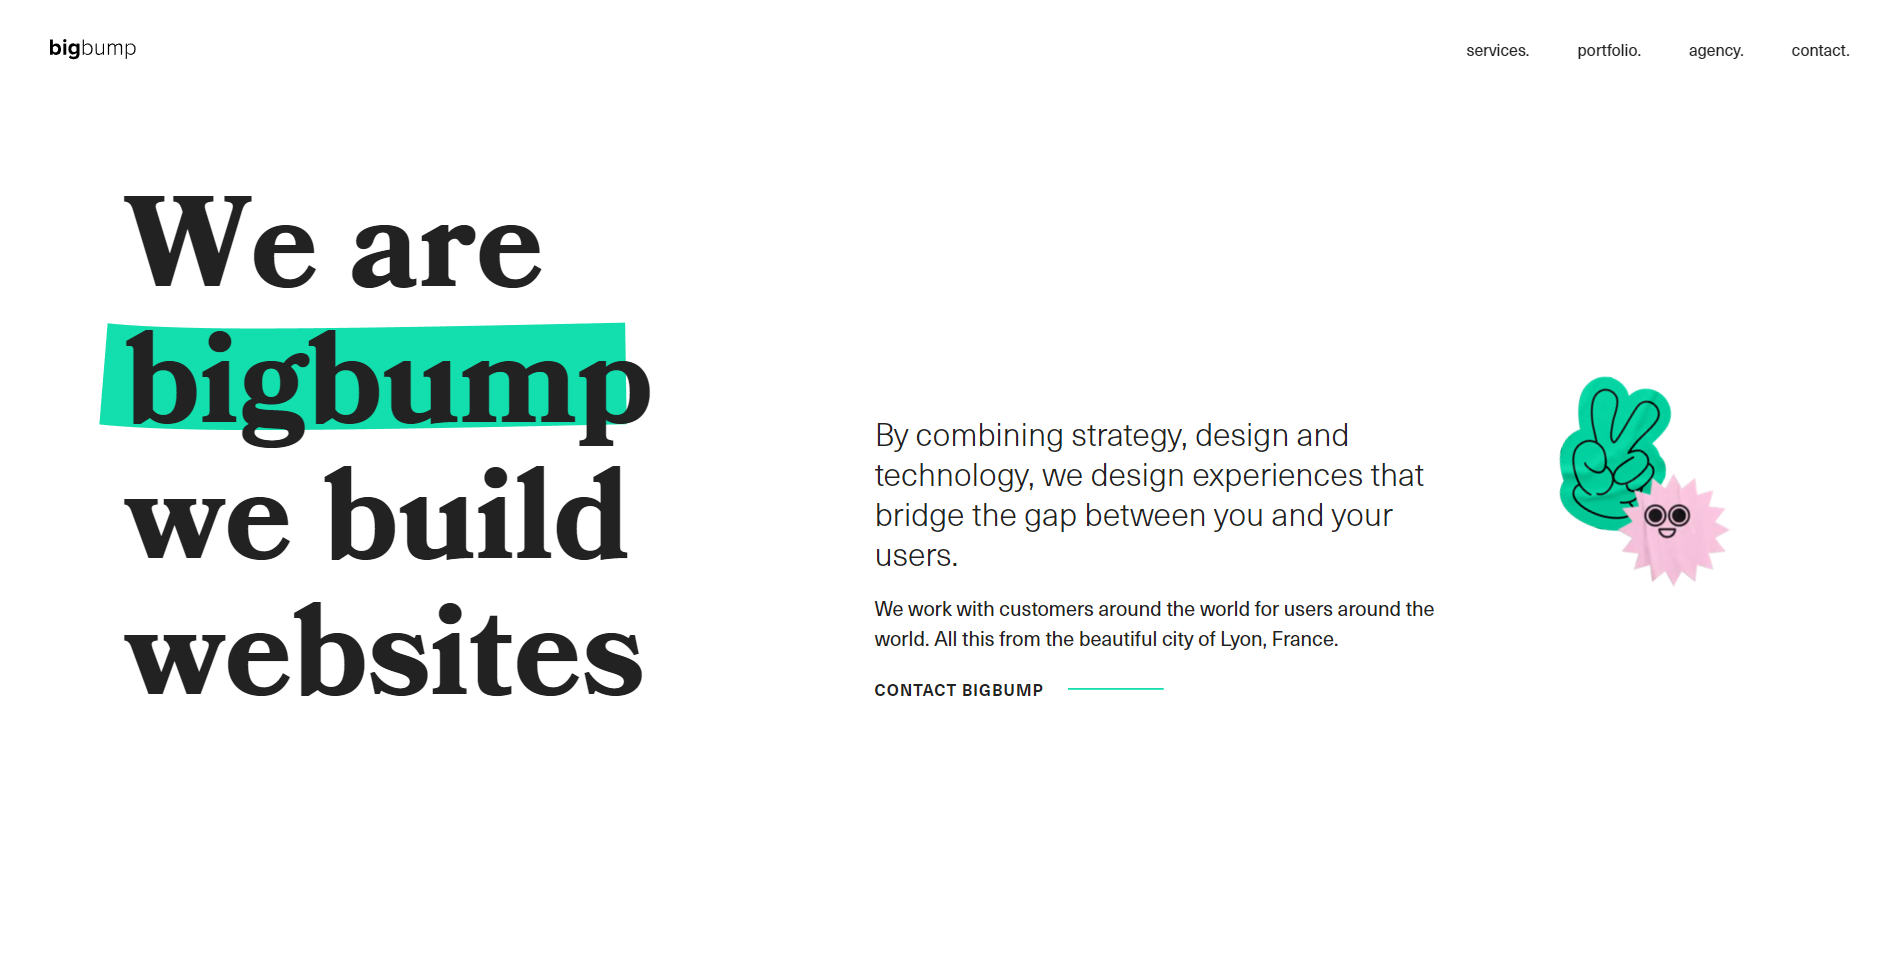 bigbump
services.
portfolio.
agency.
contact.
We are
bigbump
we build
websites
By combining strategy, design and
technology, we design experiences that
bridge the gap between you and your
users.
We work with customers around the world for users around the
world. All this from the beautiful city of Lyon, France.
CONTACT BIGBUMP